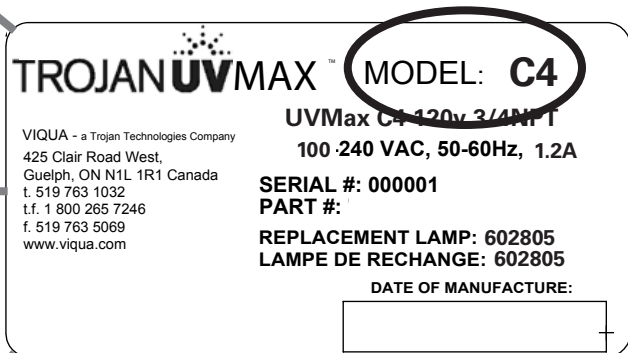 TROJANUVMAX ™ MODEL: C4
UVMax C4 120v 3/4NPT
100-240 VAC, 50-60Hz, 1.2A
VIQUA - a Trojan Technologies Company
425 Clair Road West,
Guelph, ON N1L 1R1 Canada
t. 519 763 1032
t.f. 1 800 265 7246
f. 519 763 5069
www.viqua.com
SERIAL #: 000001
PART #:
REPLACEMENT LAMP: 602805
LAMPE DE RECHANGE: 602805
DATE OF MANUFACTURE: